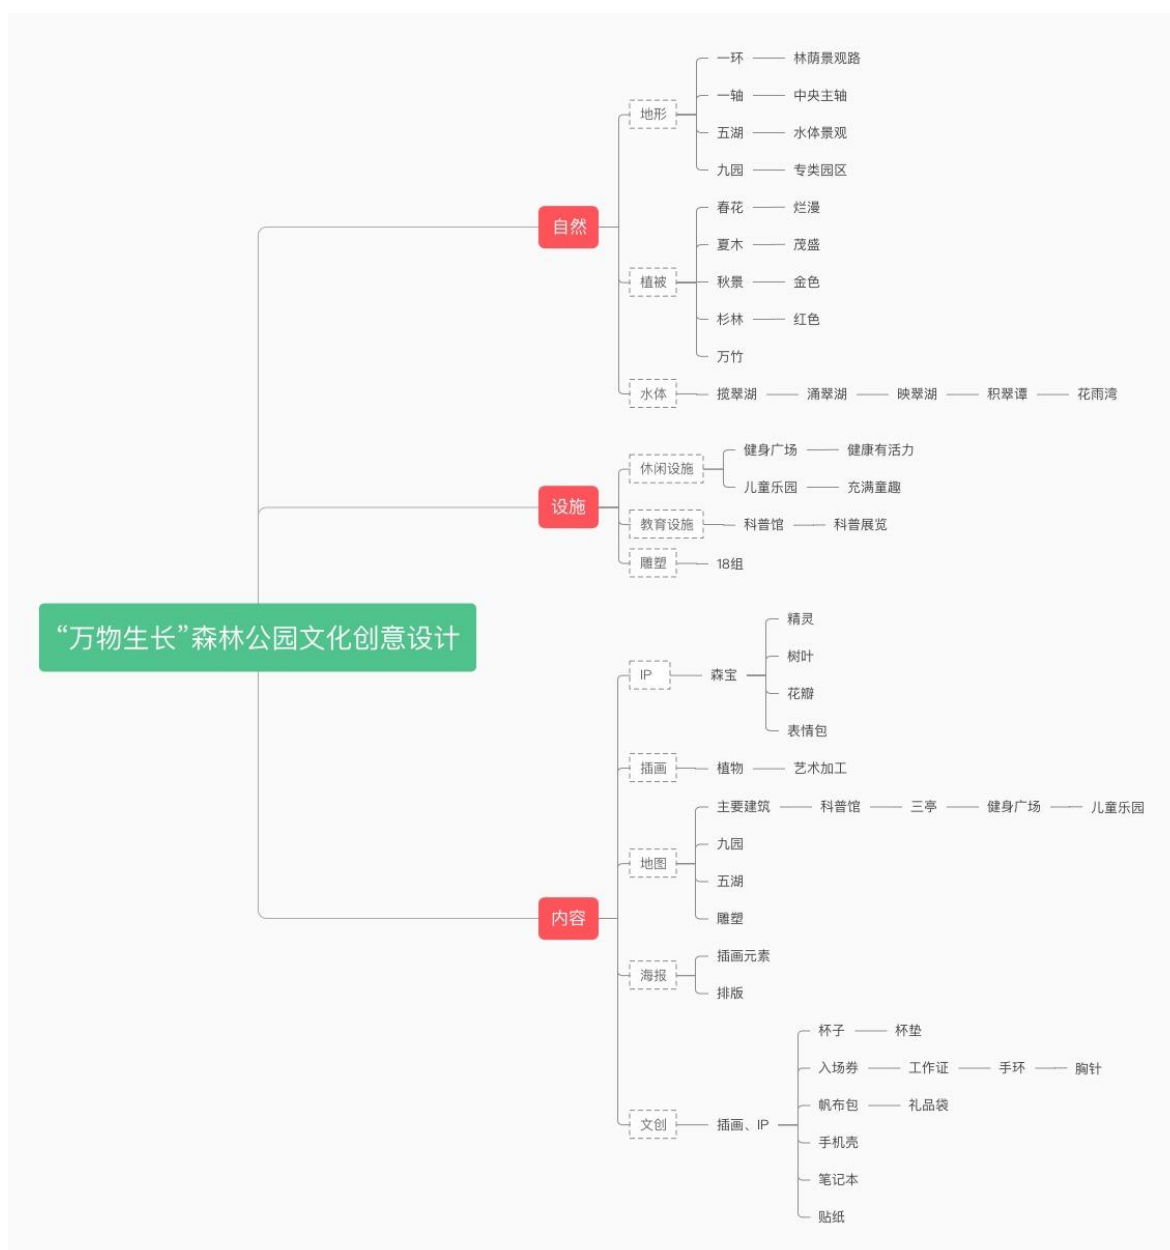 一环 林荫景观路
一轴 中央主轴
地形
五湖 水体景观
九园 专类园区
春花 烂漫
自然
夏木 茂盛
植被 秋景 金色
杉林 红色
万竹
水体 揽翠湖 涌翠湖 映翠湖 积翠谭 花雨湾
健身广场 健康有活力
休闲设施
儿童乐园 充满童趣
设施
教育设施 科普馆 科普展览
雕塑 18组
“万物生长”森林公园文化创意设计
精灵
树叶
IP 森宝
花瓣
表情包
插画 植物 艺术加工
主要建筑 科普馆 三亭 健身广场 儿童乐园
九园
地图
五湖
内容
雕塑
插画元素
海报
排版
杯子 杯垫
入场券 工作证 手环 胸针
帆布包 礼品袋
文创 插画、IP
手机壳
笔记本
贴纸